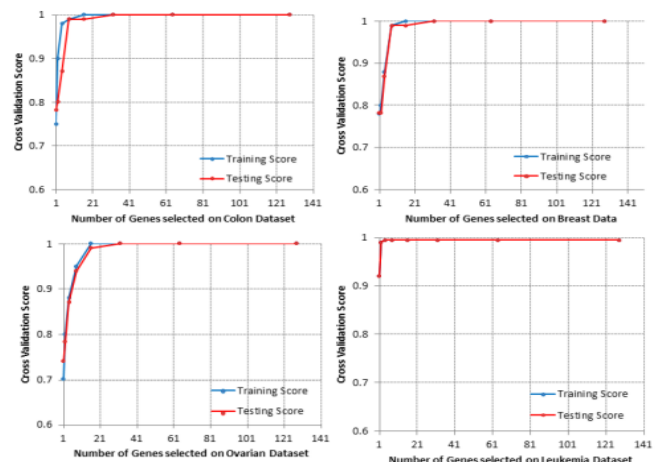 1
0.9
0.8
0.7
0.6
Cross Validation Score
Training Score
Testing Score
1 21 41 61 81 101 121 141
Number of Genes selected on Colon Dataset
1
0.9
0.8
0.7
0.6
Cross Validation Score
Training Score
Testing Score
1 21 41 61 81 101 121 141
Number of Genes selected on Breast Data
1
0.9
0.8
0.7
0.6
Cross Validation Score
Training Score
Testing Score
1 21 41 61 81 101 121 141
Number of Genes selected on Ovarian Dataset
1
0.9
0.8
0.7
0.6
Cross Validation Score
Training Score
Testing Score
1 21 41 61 81 101 121 141
Number of Genes selected on Leukemia Dataset